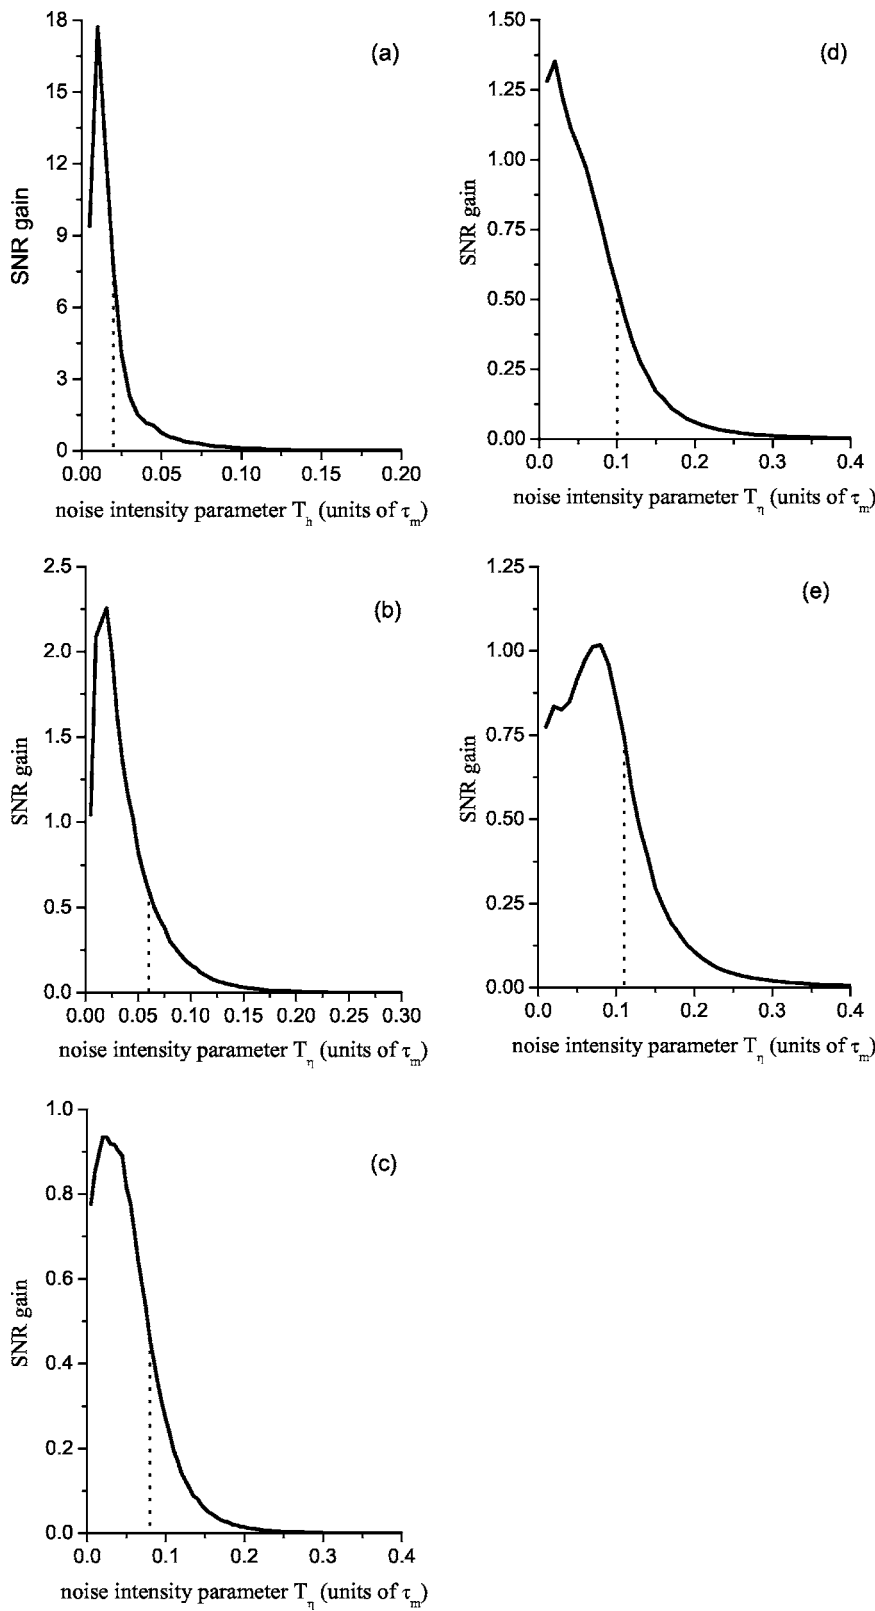 (a)
SNR gain
18
15
12
9
6
3
0
0.00 0.05 0.10 0.15 0.20
noise intensity parameter T_h (units of τ_m)
(b)
SNR gain
2.5
2.0
1.5
1.0
0.5
0.0
0.00 0.05 0.10 0.15 0.20 0.25 0.30
noise intensity parameter T_η (units of τ_m)
(c)
SNR gain
1.0
0.8
0.6
0.4
0.2
0.0
0.0 0.1 0.2 0.3 0.4
noise intensity parameter T_η (units of τ_m)
(d)
SNR gain
1.50
1.25
1.00
0.75
0.50
0.25
0.00
0.0 0.1 0.2 0.3 0.4
noise intensity parameter T_η (units of τ_m)
(e)
SNR gain
1.25
1.00
0.75
0.50
0.25
0.00
0.0 0.1 0.2 0.3 0.4
noise intensity parameter T_η (units of τ_m)